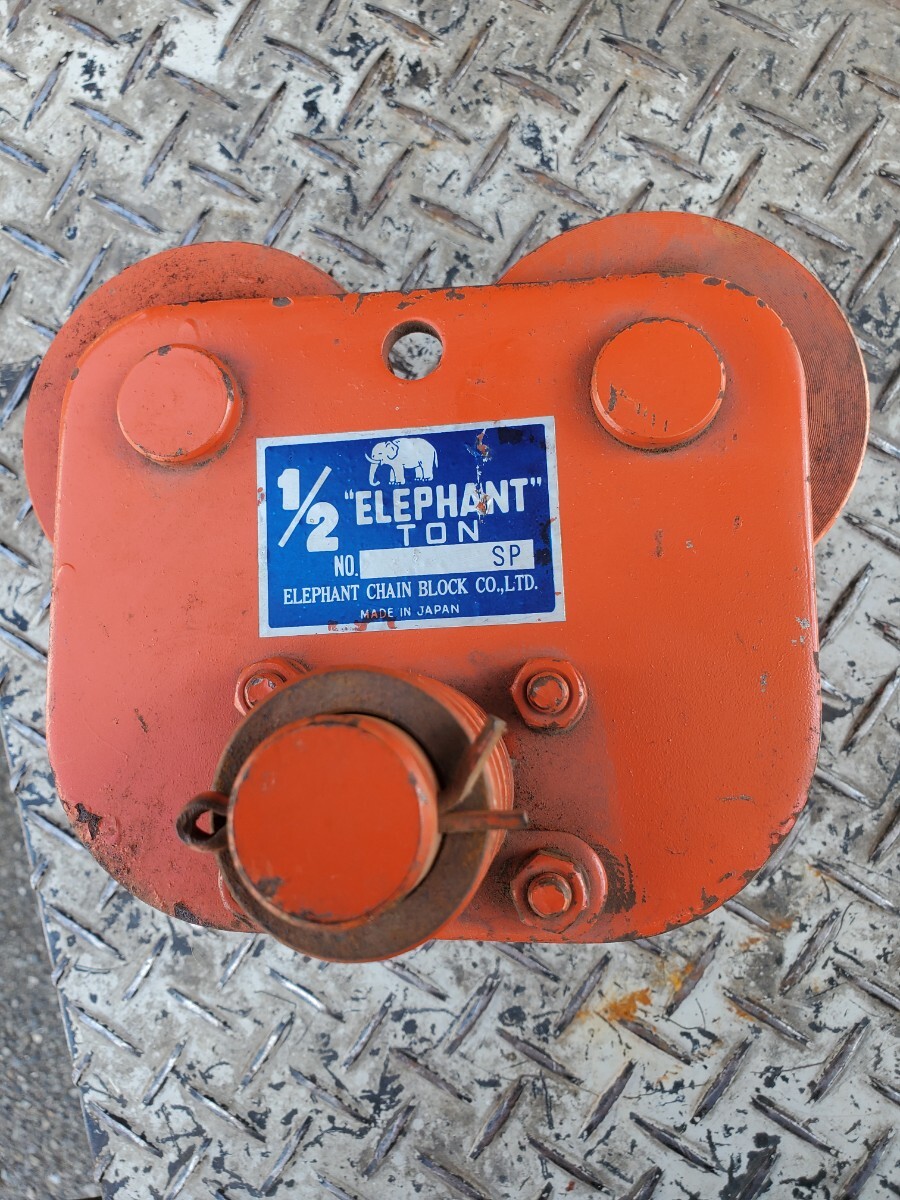 1/2 "ELEPHANT"
TON
NO. SP
ELEPHANT CHAIN BLOCK CO.,LTD.
MADE IN JAPAN